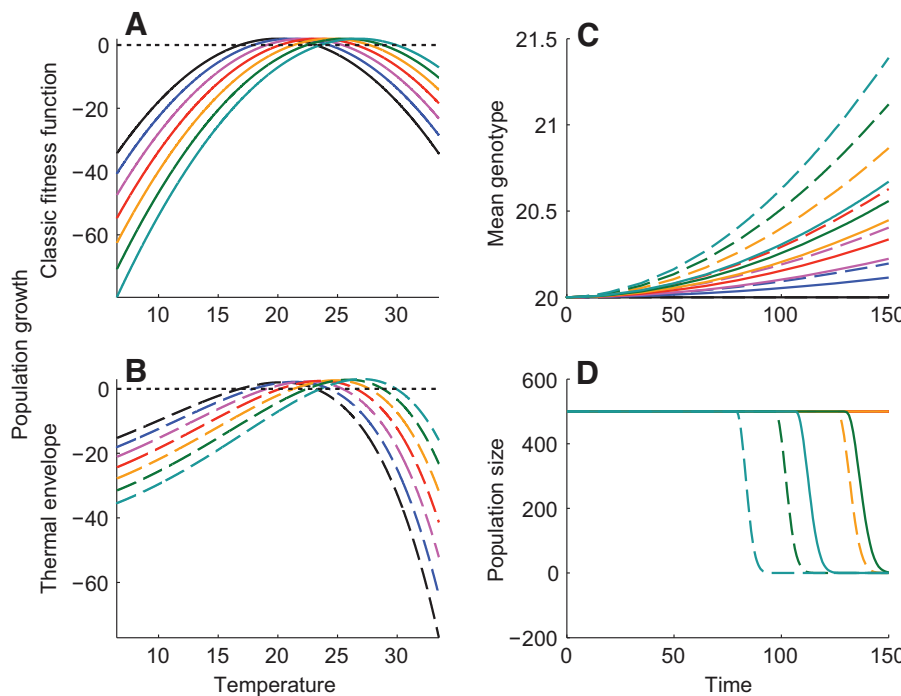 A
Population growth
Classic fitness function
0
−20
−40
−60
10 15 20 25 30
B
Thermal envelope
0
−20
−40
−60
10 15 20 25 30
Temperature
C
Mean genotype
21.5
21
20.5
20
0 50 100 150
D
Population size
600
400
200
0
−200
0 50 100 150
Time